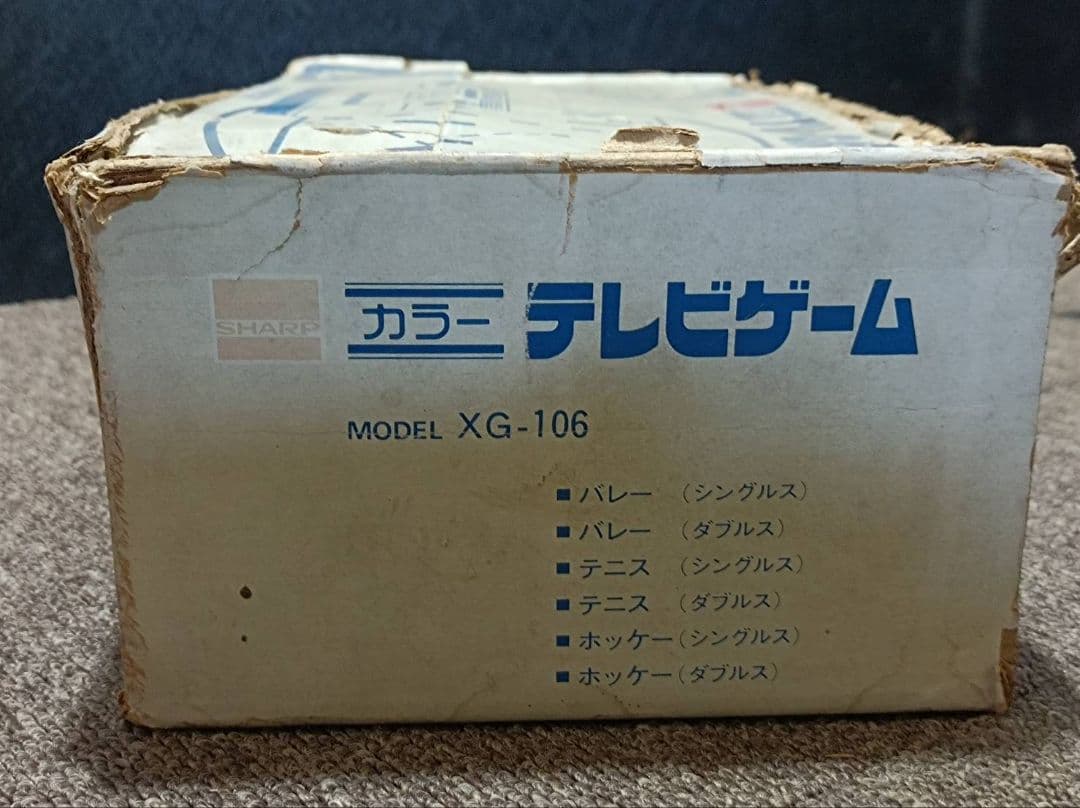 SHARP カラー テレビゲーム
MODEL XG-106
■ バレー （シングルス）
■ バレー （ダブルス）
■ テニス （シングルス）
■ テニス （ダブルス）
■ ホッケー（シングルス）
■ ホッケー（ダブルス）